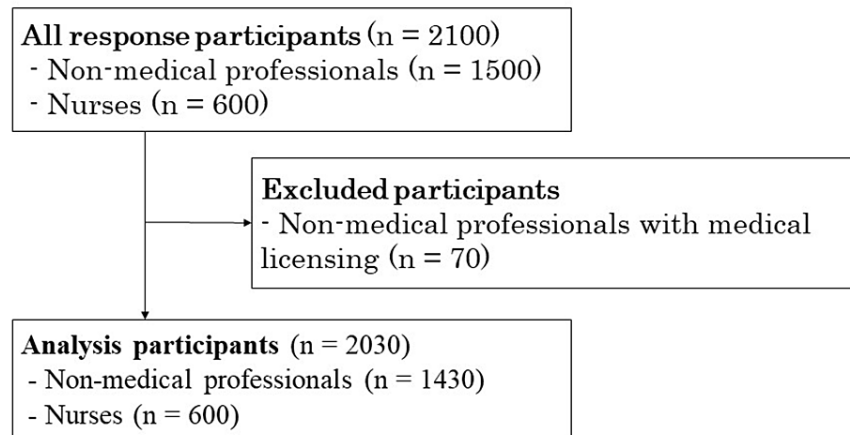 All response participants (n = 2100)
- Non-medical professionals (n = 1500)
- Nurses (n = 600)
Excluded participants
- Non-medical professionals with medical
licensing (n = 70)
Analysis participants (n = 2030)
- Non-medical professionals (n = 1430)
- Nurses (n = 600)